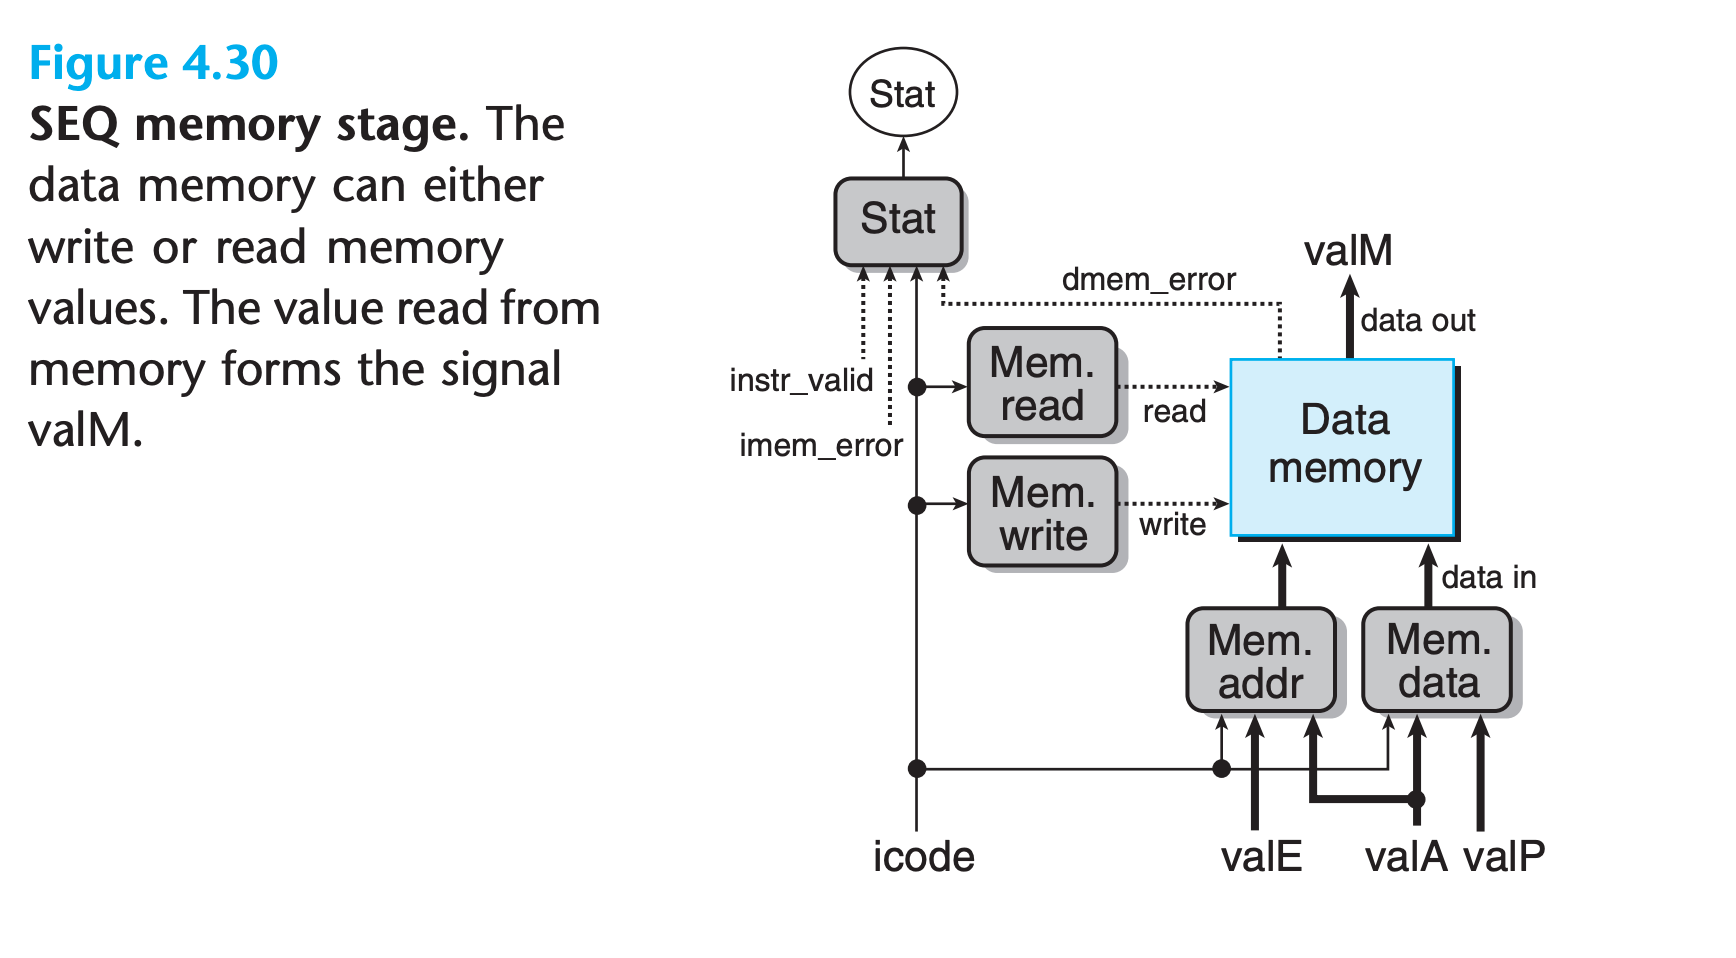 Figure 4.30
SEQ memory stage. The
data memory can either
write or read memory
values. The value read from
memory forms the signal
valM.
Stat
Stat
valM
dmem_error
data out
Mem.
read
instr_valid
read
Data
memory
imem_error
Mem.
write
write
data in
Mem.
addr
Mem.
data
icode
valE
valA
valP